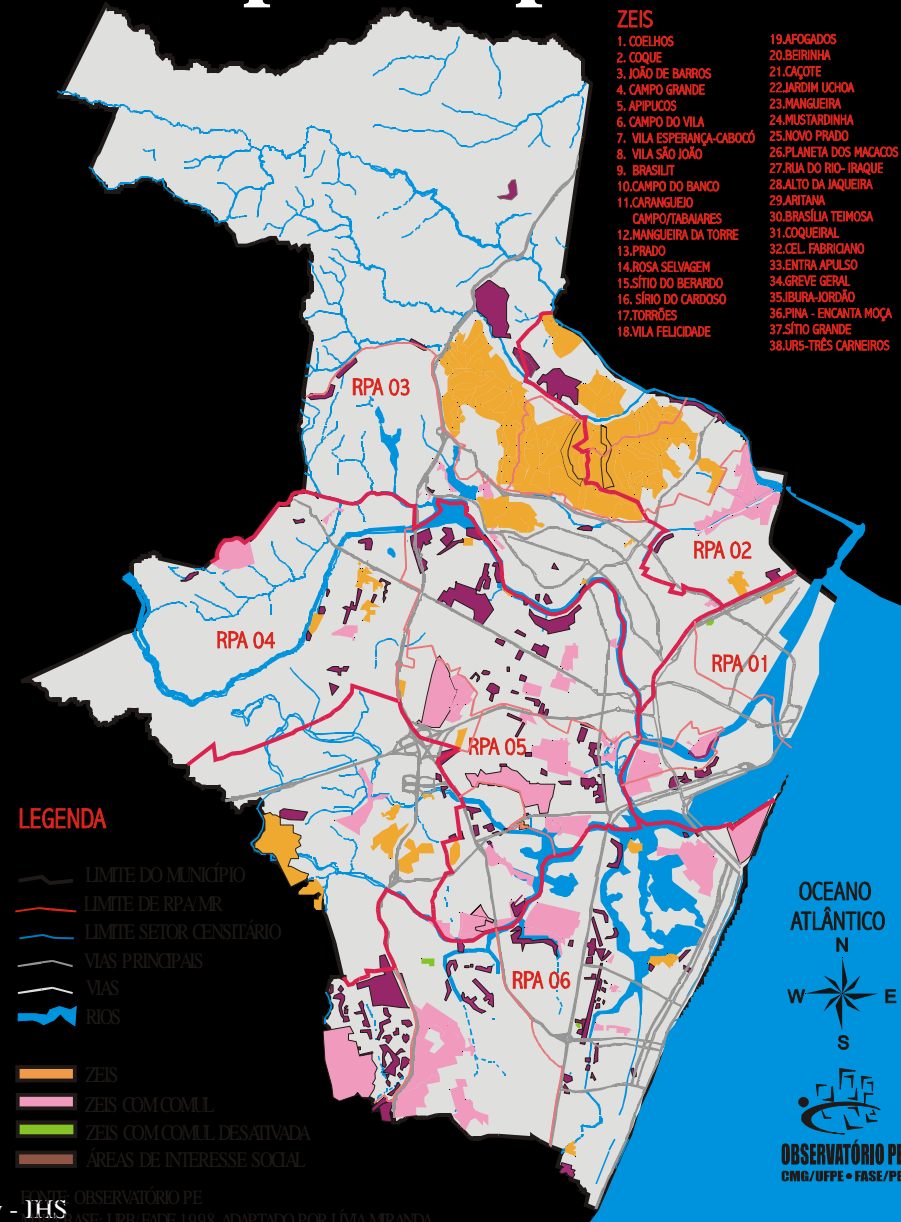 ZEIS
1. COELHOS
2. COQUE
3. JOÃO DE BARROS
4. CAMPO GRANDE
5. APIPUCOS
6. CAMPO DO VILA
7. VILA ESPERANÇA-CABOCÓ
8. VILA SÃO JOÃO
9. BRASILIT
10.CAMPO DO BANCO
11.CARANGUEJO
CAMPO/TABAIARES
12.MANGUEIRA DA TORRE
13.PRADO
14.ROSA SELVAGEM
15.SÍTIO DO BERARDO
16. SÍRIO DO CARDOSO
17.TORRÕES
18.VILA FELICIDADE
19.AFOGADOS
20.BEIRINHA
21.CAÇOTE
22.JARDIM UCHOA
23.MANGUEIRA
24.MUSTARDINHA
25.NOVO PRADO
26.PLANETA DOS MACACOS
27.RUA DO RIO- IRAQUE
28.ALTO DA JAQUEIRA
29.ARITANA
30.BRASÍLIA TEIMOSA
31.COQUEIRAL
32.CEL. FABRICIANO
33.ENTRA APULSO
34.GREVE GERAL
35.IBURA-JORDÃO
36.PINA - ENCANTA MOÇA
37.SÍTIO GRANDE
38.UR5-TRÊS CARNEIROS
RPA 03
RPA 02
RPA 04
RPA 01
RPA 05
RPA 06
LEGENDA
LIMITE DO MUNICÍPIO
LIMITE DE RPA MR
LIMITE SETOR CENSITÁRIO
VIAS PRINCIPAIS
VIAS
RIOS
ZEIS
ZEIS COM COMUL
ZEIS COM COMUL DESATIVADA
ÁREAS DE INTERESSE SOCIAL
FONTE: OBSERVATÓRIO PE
BASE: URB/FADE 1998, ADAPTADO POR LÍVIA MIRANDA
- IHS
OCEANO
ATLÂNTICO
N
W E
S
OBSERVATÓRIO PE
CMG/UFPE • FASE/PE